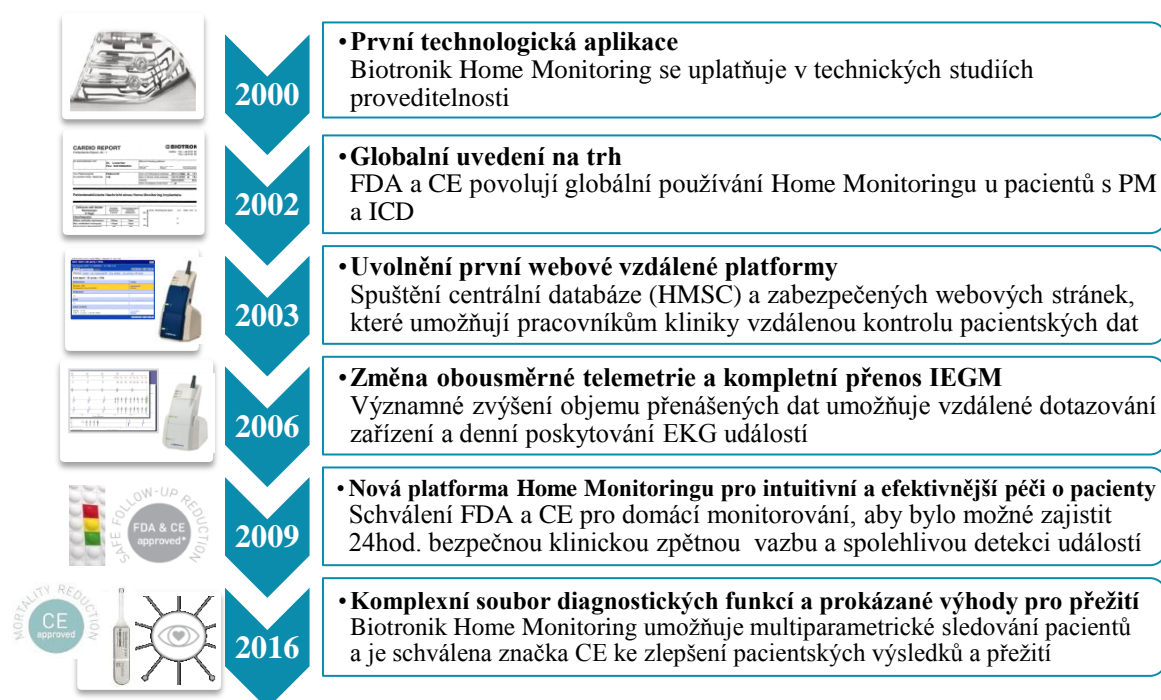 2000
•První technologická aplikace
Biotronik Home Monitoring se uplatňuje v technických studiích
proveditelnosti
CARDIO REPORT
BIOTRON
2002
•Globalní uvedení na trh
FDA a CE povolují globální používání Home Monitoringu u pacientů s PM
a ICD
2003
•Uvolnění první webové vzdálené platformy
Spuštění centrální databáze (HMSC) a zabezpečených webových stránek,
které umožňují pracovníkům kliniky vzdálenou kontrolu pacientských dat
2006
•Změna obousměrné telemetrie a kompletní přenos IEGM
Významné zvýšení objemu přenášených dat umožňuje vzdálené dotazování
zařízení a denní poskytování EKG událostí
SAFE FOLLOW-UP REDUCTION
FDA & CE
approved*
2009
•Nová platforma Home Monitoringu pro intuitivní a efektivnější péči o pacienty
Schválení FDA a CE pro domácí monitorování, aby bylo možné zajistit
24hod. bezpečnou klinickou zpětnou vazbu a spolehlivou detekci událostí
MORTALITY REDUCTION
CE
approved
2016
•Komplexní soubor diagnostických funkcí a prokázané výhody pro přežití
Biotronik Home Monitoring umožňuje multiparametrické sledování pacientů
a je schválena značka CE ke zlepšení pacientských výsledků a přežití